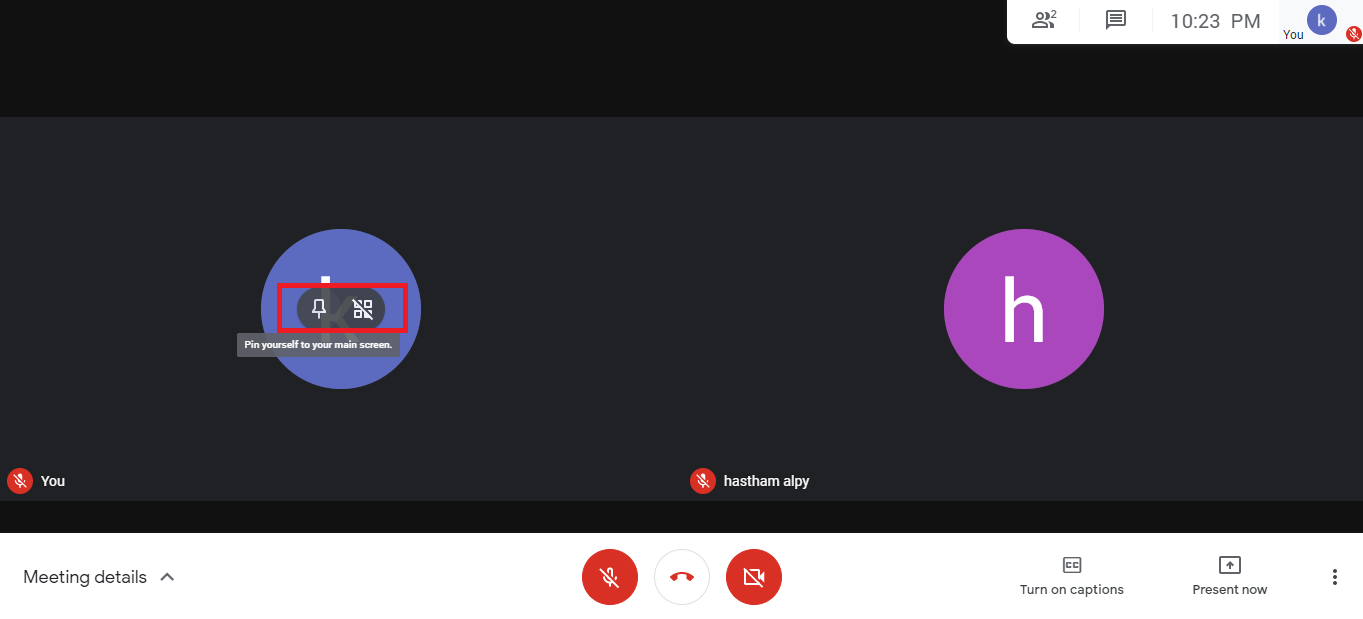 2
10:23 PM
You
k
k
Pin yourself to your main screen.
h
You
hastham alpy
Meeting details
CC
Turn on captions
Present now